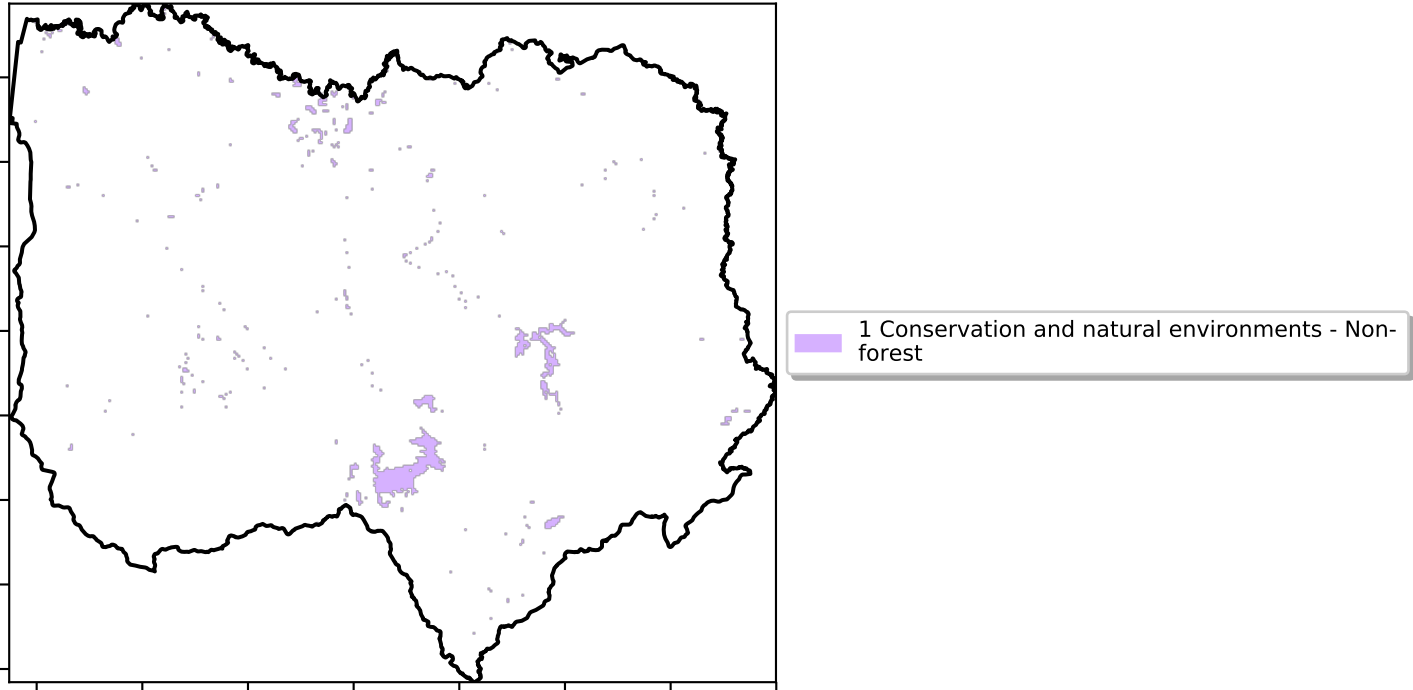 1 Conservation and natural environments - Non-
forest